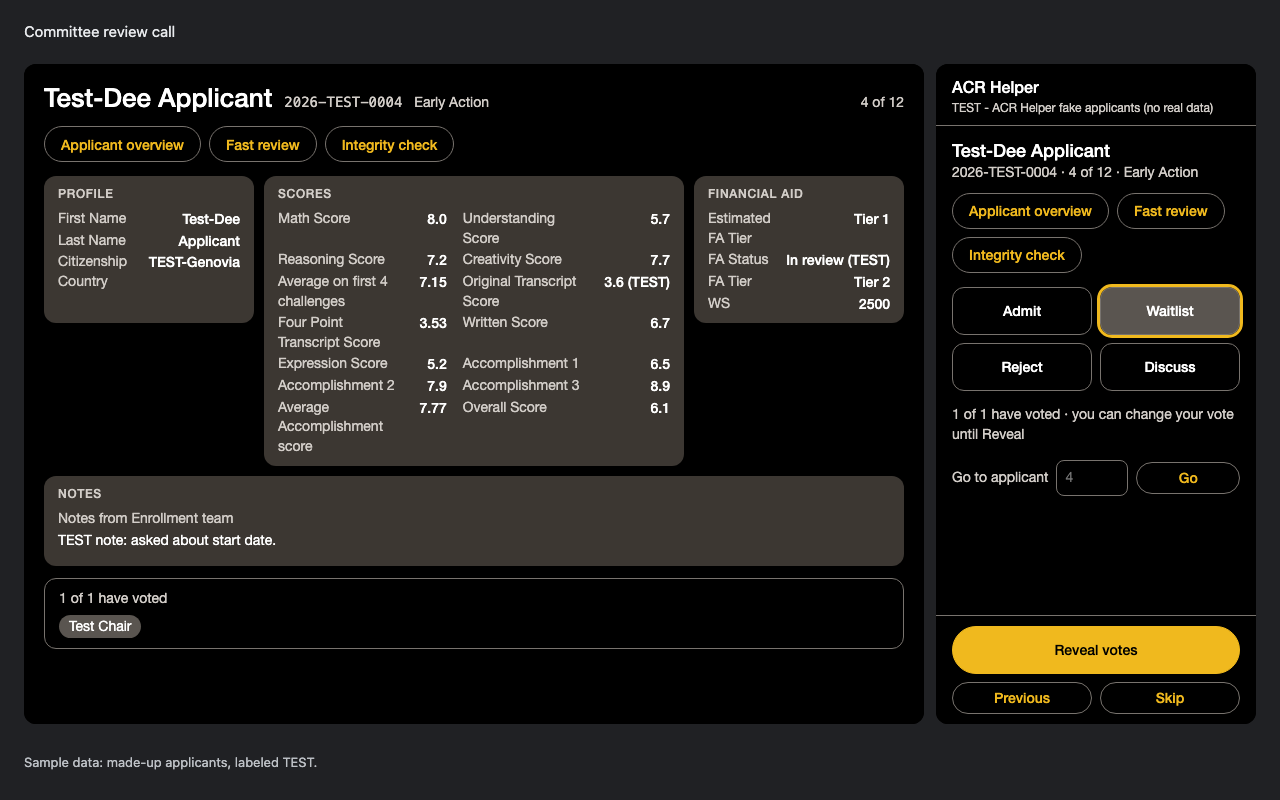 Committee review call
Test-Dee Applicant 2026-TEST-0004 Early Action 4 of 12
Applicant overview Fast review Integrity check
PROFILE
First Name Test-Dee
Last Name Applicant
Citizenship Country TEST-Genovia
SCORES
Math Score 8.0 Understanding Score 5.7
Reasoning Score 7.2 Creativity Score 7.7
Average on first 4 challenges 7.15 Original Transcript Score 3.6 (TEST)
Four Point Transcript Score 3.53 Written Score 6.7
Expression Score 5.2 Accomplishment 1 6.5
Accomplishment 2 7.9 Accomplishment 3 8.9
Average Accomplishment score 7.77 Overall Score 6.1
FINANCIAL AID
Estimated FA Tier Tier 1
FA Status In review (TEST)
FA Tier Tier 2
WS 2500
NOTES
Notes from Enrollment team
TEST note: asked about start date.
1 of 1 have voted
Test Chair
ACR Helper
TEST - ACR Helper fake applicants (no real data)
Test-Dee Applicant
2026-TEST-0004 · 4 of 12 · Early Action
Applicant overview Fast review
Integrity check
Admit Waitlist
Reject Discuss
1 of 1 have voted · you can change your vote
until Reveal
Go to applicant 4 Go
Reveal votes
Previous Skip
Sample data: made-up applicants, labeled TEST.